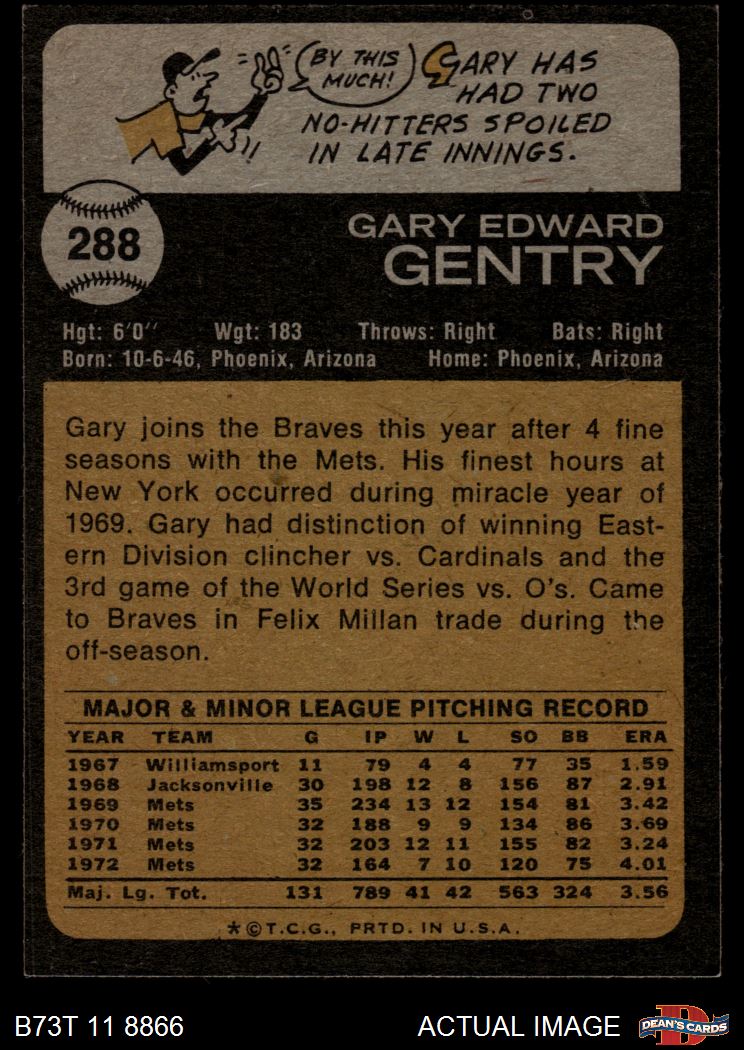 BY THIS MUCH!
GARY HAS
HAD TWO
NO-HITTERS SPOILED
IN LATE INNINGS.
288
GARY EDWARD
GENTRY
Hgt: 6'0" Wgt: 183 Throws: Right Bats: Right
Born: 10-6-46, Phoenix, Arizona Home: Phoenix, Arizona
Gary joins the Braves this year after 4 fine
seasons with the Mets. His finest hours at
New York occurred during miracle year of
1969. Gary had distinction of winning East-
ern Division clincher vs. Cardinals and the
3rd game of the World Series vs. O's. Came
to Braves in Felix Millan trade during the
off-season.
MAJOR & MINOR LEAGUE PITCHING RECORD
YEAR TEAM G IP W L SO BB ERA
1967 Williamsport 11 79 4 4 77 35 1.59
1968 Jacksonville 30 198 12 8 156 87 2.91
1969 Mets 35 234 13 12 154 81 3.42
1970 Mets 32 188 9 9 134 86 3.69
1971 Mets 32 203 12 11 155 82 3.24
1972 Mets 32 164 7 10 120 75 4.01
Maj. Lg. Tot. 131 789 41 42 563 324 3.56
*©T.C.G., PRTD. IN U.S.A.
B73T 11 8866 ACTUAL IMAGE DEAN'S CARDS